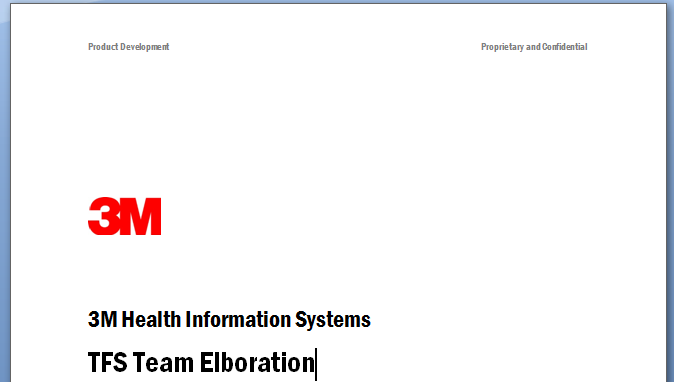 Product Development Proprietary and Confidential
3M
3M Health Information Systems
TFS Team Elboration